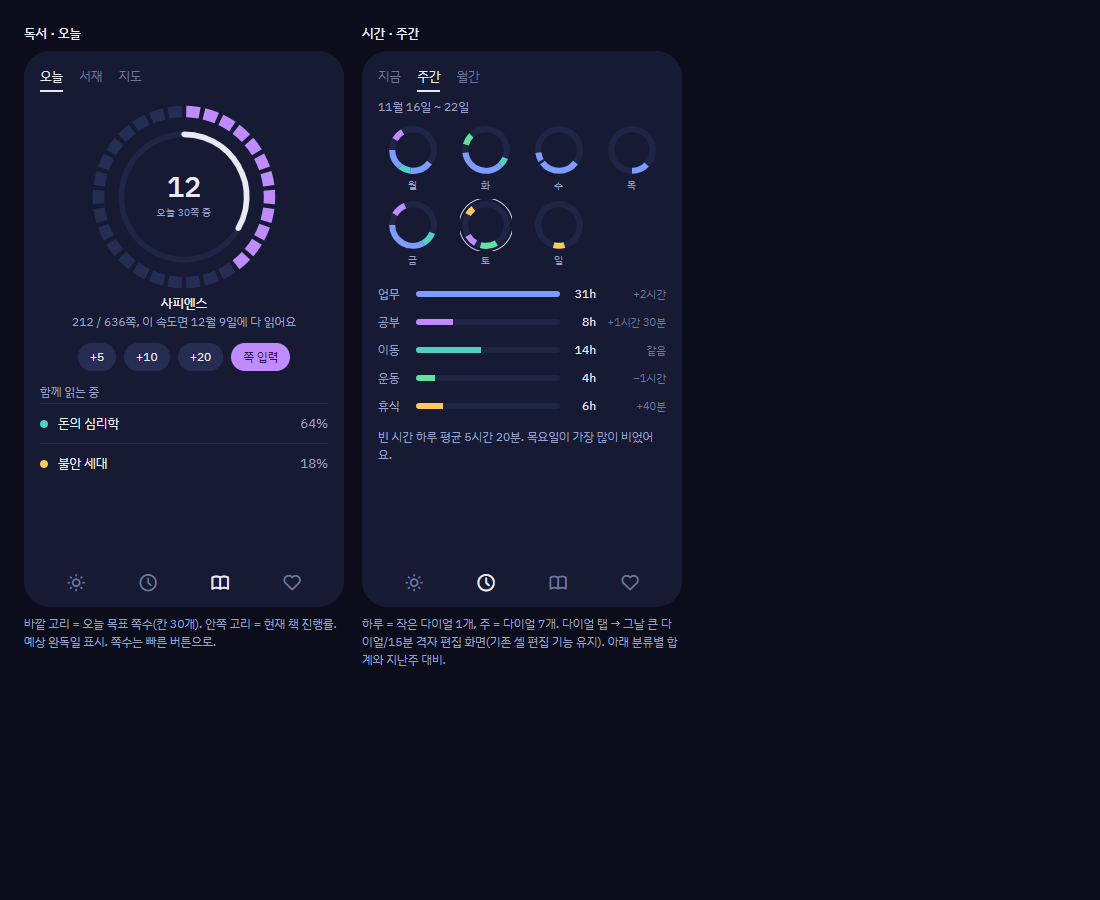 독서 · 오늘
오늘 서재 지도
12
오늘 30쪽 중
사피엔스
212 / 636쪽, 이 속도면 12월 9일에 다 읽어요
+5 +10 +20 쪽 입력
함께 읽는 중
돈의 심리학 64%
불안 세대 18%
바깥 고리 = 오늘 목표 쪽수(칸 30개). 안쪽 고리 = 현재 책 진행률.
예상 완독일 표시. 쪽수는 빠른 버튼으로.
시간 · 주간
지금 주간 월간
11월 16일 ~ 22일
월 화 수 목
금 토 일
업무 31h +2시간
공부 8h +1시간 30분
이동 14h 같음
운동 4h −1시간
휴식 6h +40분
빈 시간 하루 평균 5시간 20분. 목요일이 가장 많이 비었어
요.
하루 = 작은 다이얼 1개, 주 = 다이얼 7개. 다이얼 탭 → 그날 큰 다
이얼/15분 격자 편집 화면(기존 셀 편집 기능 유지). 아래 분류별 합
계와 지난주 대비.